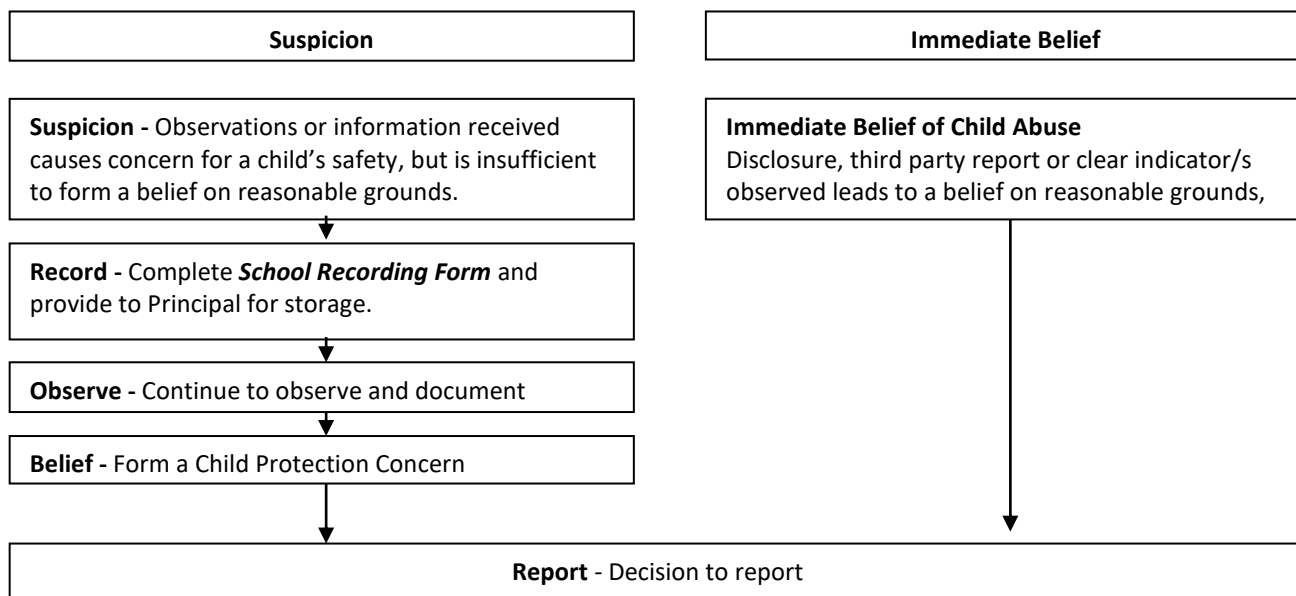 Suspicion
Immediate Belief
Suspicion - Observations or information received
causes concern for a child's safety, but is insufficient
to form a belief on reasonable grounds.
Immediate Belief of Child Abuse
Disclosure, third party report or clear indicator/s
observed leads to a belief on reasonable grounds,
Record - Complete School Recording Form and
provide to Principal for storage.
Observe - Continue to observe and document
Belief - Form a Child Protection Concern
Report - Decision to report